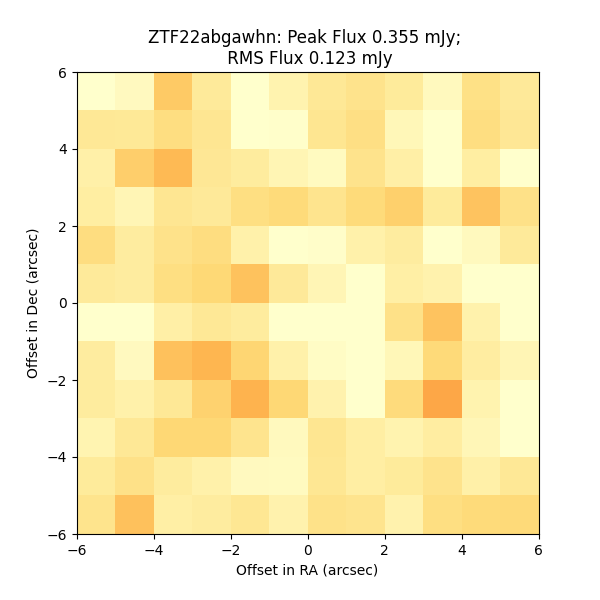 ZTF22abgawhn: Peak Flux 0.355 mJy;
RMS Flux 0.123 mJy
6
4
2
0
−2
−4
−6
Offset in Dec (arcsec)
−6 −4 −2 0 2 4 6
Offset in RA (arcsec)